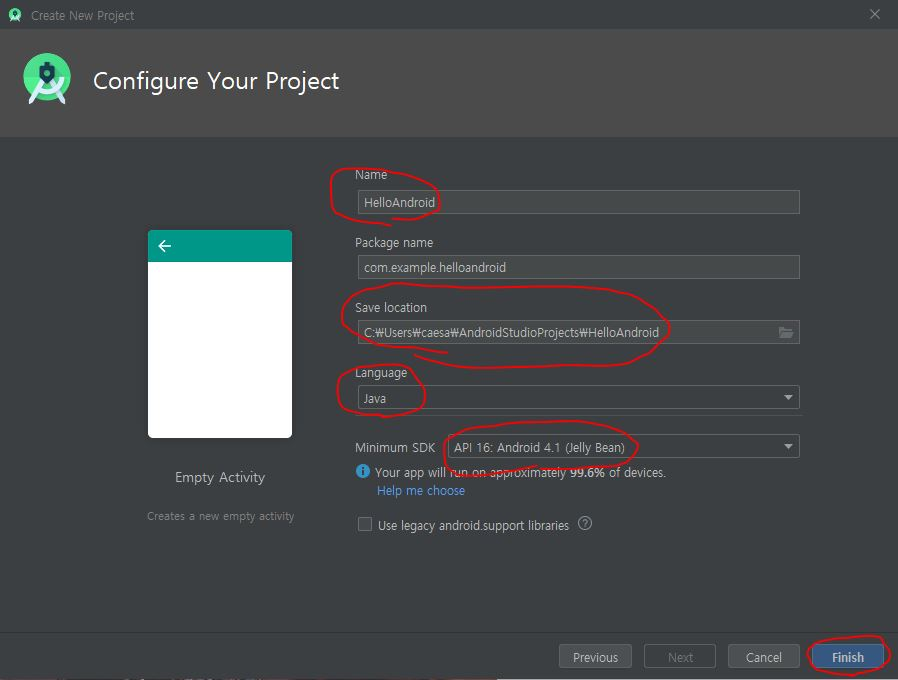 Create New Project
Configure Your Project
Name
HelloAndroid
Package name
com.example.helloandroid
Save location
C:₩Users₩caesa₩AndroidStudioProjects₩HelloAndroid
Language
Java
Minimum SDK API 16: Android 4.1 (Jelly Bean)
Your app will run on approximately 99.6% of devices.
Help me choose
Use legacy android.support libraries
Empty Activity
Creates a new empty activity
Previous Next Cancel Finish